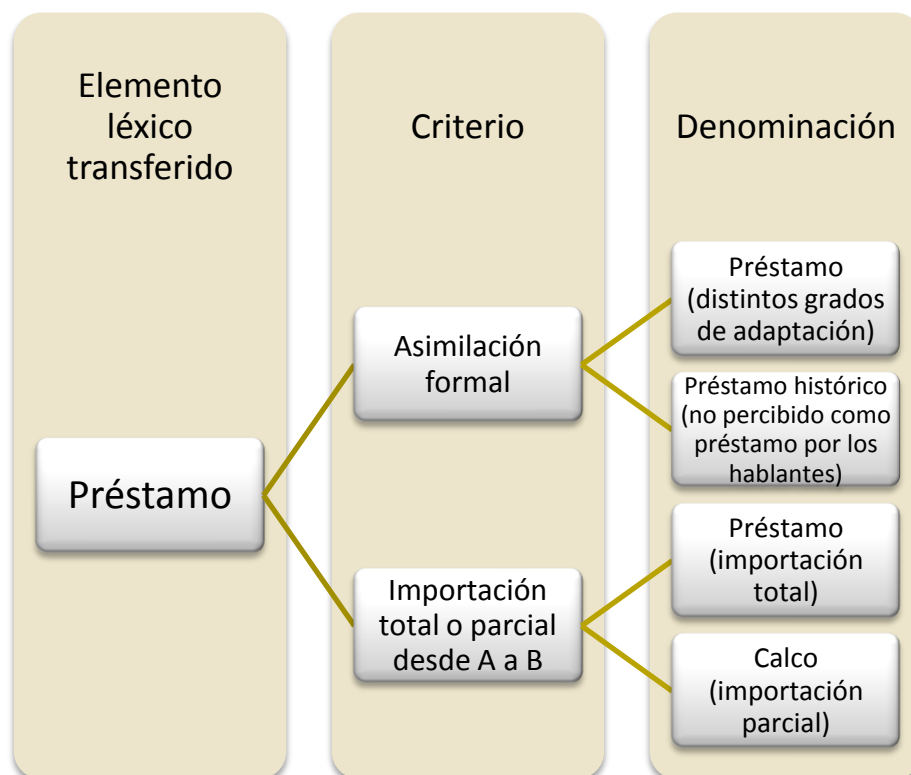 Elemento
léxico
transferido
Criterio
Denominación
Préstamo
Asimilación
formal
Importación
total o parcial
desde A a B
Préstamo
(distintos grados
de adaptación)
Préstamo histórico
(no percibido como
préstamo por los
hablantes)
Préstamo
(importación
total)
Calco
(importación
parcial)